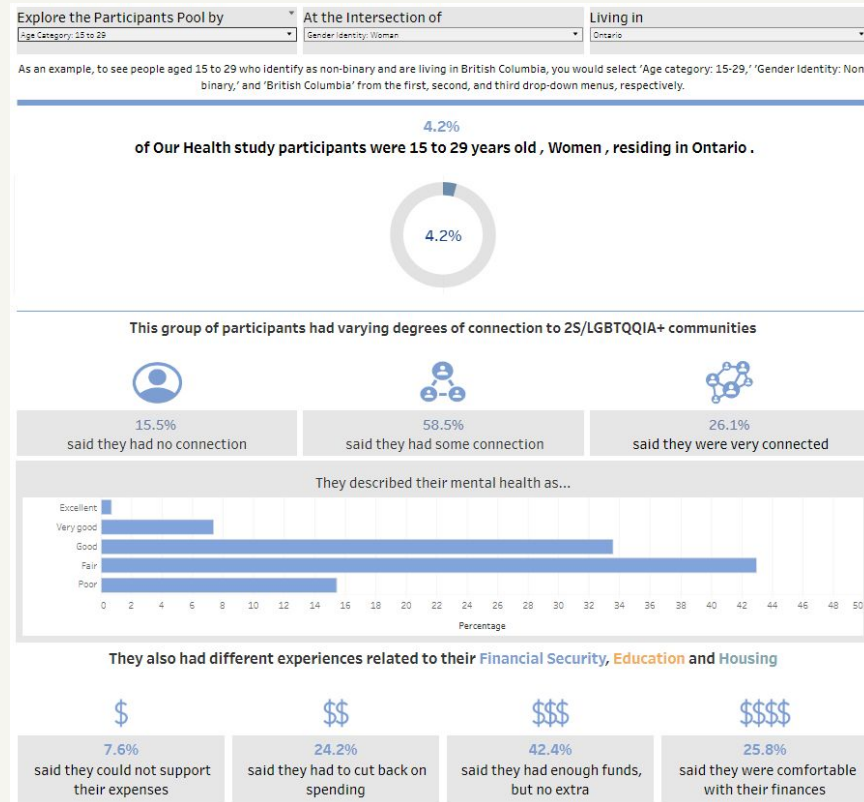 Explore the Participants Pool by
At the Intersection of
Living in
Age Category: 15 to 29
Gender Identity: Woman
Ontario
As an example, to see people aged 15 to 29 who identify as non-binary and are living in British Columbia, you would select ‘Age category: 15-29,’ ‘Gender Identity: Non
binary,’ and ‘British Columbia’ from the first, second, and third drop-down menus, respectively.
4.2%
of Our Health study participants were 15 to 29 years old , Women , residing in Ontario .
4.2%
This group of participants had varying degrees of connection to 2S/LGBTQQIA+ communities
15.5%
said they had no connection
58.5%
said they had some connection
26.1%
said they were very connected
They described their mental health as...
Excellent
Very good
Good
Fair
Poor
0 2 4 6 8 10 12 14 16 18 20 22 24 26 28 30 32 34 36 38 40 42 44 46 48 50
Percentage
They also had different experiences related to their Financial Security, Education and Housing
$
$$
$$$
$$$$
7.6%
said they could not support
their expenses
24.2%
said they had to cut back on
spending
42.4%
said they had enough funds,
but no extra
25.8%
said they were comfortable
with their finances